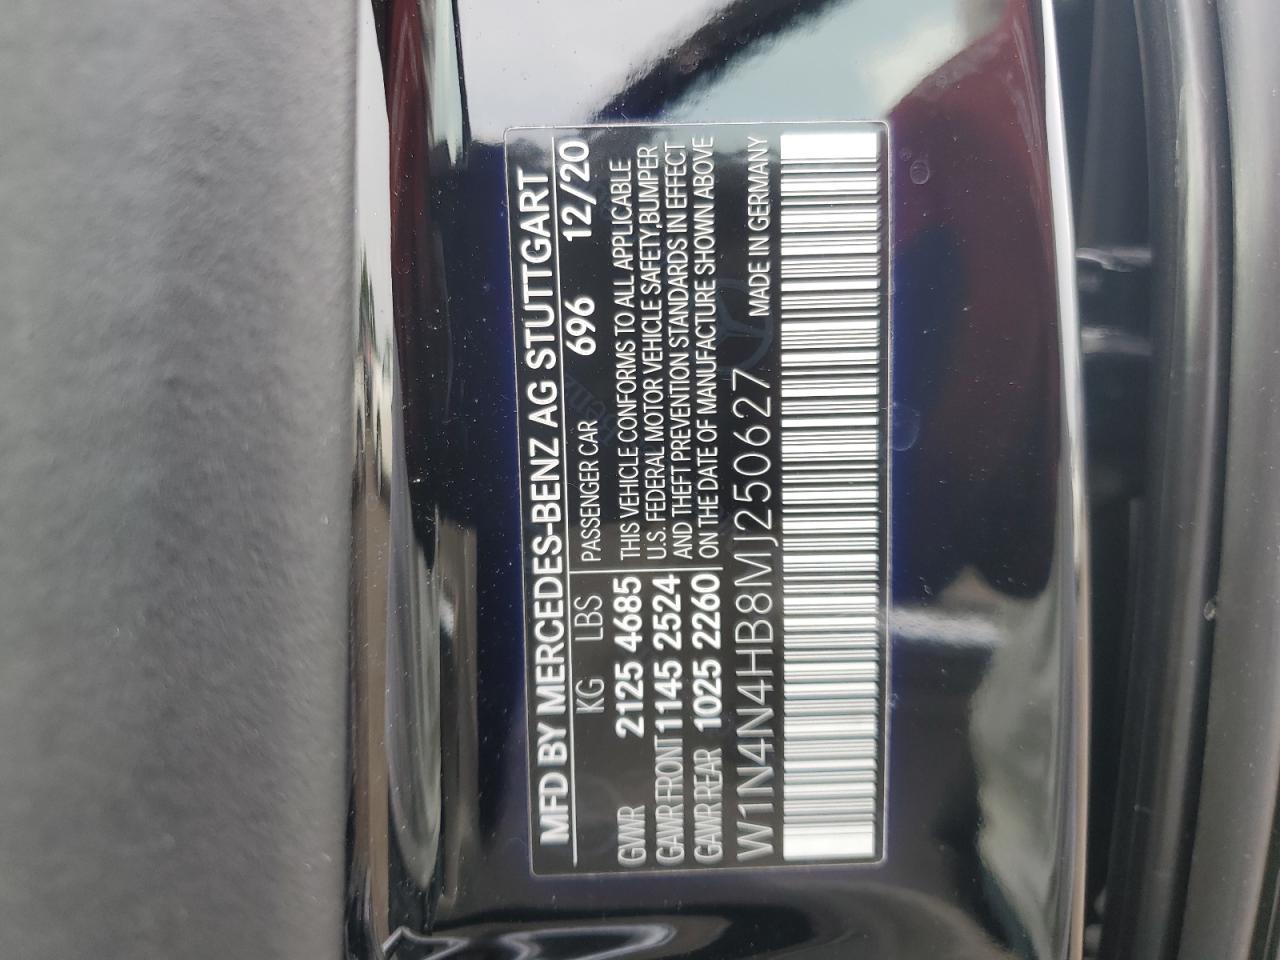 MFD BY MERCEDES-BENZ AG STUTTGART
KG LBS PASSENGER CAR 696 12/20
GWR 2125 4685 THIS VEHICLE CONFORMS TO ALL APPLICABLE
U.S. FEDERAL MOTOR VEHICLE SAFETY,BUMPER
GAWR FRONT 1145 2524 AND THEFT PREVENTION STANDARDS IN EFFECT
GAWR REAR 1025 2260 ON THE DATE OF MANUFACTURE SHOWN ABOVE
W1N4N4HB8MJ250627 MADE IN GERMANY